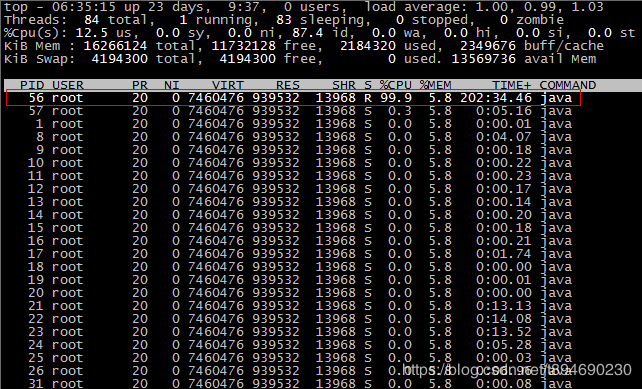 top - 06:35:15 up 23 days,  9:37,  0 users,  load average: 1.00, 0.99, 1.03
Threads:  84 total,   1 running,  83 sleeping,   0 stopped,   0 zombie
%Cpu(s): 12.5 us,  0.0 sy,  0.0 ni, 87.4 id,  0.0 wa,  0.0 hi,  0.0 si,  0.0 st
KiB Mem : 16266124 total, 11732128 free,  2184320 used,  2349676 buff/cache
KiB Swap:  4194300 total,  4194300 free,        0 used. 13569736 avail Mem
PID USER PR NI VIRT RES SHR S %CPU %MEM TIME+ COMMAND
56 root 20 0 7460476 939532 13968 R 99.9 5.8 202:34.46 java
57 root 20 0 7460476 939532 13968 S 0.3 5.8 0:05.16 java
1 root 20 0 7460476 939532 13968 S 0.0 5.8 0:00.01 java
8 root 20 0 7460476 939532 13968 S 0.0 5.8 0:04.07 java
9 root 20 0 7460476 939532 13968 S 0.0 5.8 0:00.18 java
10 root 20 0 7460476 939532 13968 S 0.0 5.8 0:00.22 java
11 root 20 0 7460476 939532 13968 S 0.0 5.8 0:00.23 java
12 root 20 0 7460476 939532 13968 S 0.0 5.8 0:00.17 java
13 root 20 0 7460476 939532 13968 S 0.0 5.8 0:00.14 java
14 root 20 0 7460476 939532 13968 S 0.0 5.8 0:00.20 java
15 root 20 0 7460476 939532 13968 S 0.0 5.8 0:00.18 java
16 root 20 0 7460476 939532 13968 S 0.0 5.8 0:00.21 java
17 root 20 0 7460476 939532 13968 S 0.0 5.8 0:01.74 java
18 root 20 0 7460476 939532 13968 S 0.0 5.8 0:00.00 java
19 root 20 0 7460476 939532 13968 S 0.0 5.8 0:00.01 java
20 root 20 0 7460476 939532 13968 S 0.0 5.8 0:00.00 java
21 root 20 0 7460476 939532 13968 S 0.0 5.8 0:13.13 java
22 root 20 0 7460476 939532 13968 S 0.0 5.8 0:14.08 java
23 root 20 0 7460476 939532 13968 S 0.0 5.8 0:13.52 java
24 root 20 0 7460476 939532 13968 S 0.0 5.8 0:05.28 java
25 root 20 0 7460476 939532 13968 S 0.0 5.8 java
26 root 20 0 7460476 939532 13968 S 0.0 5.8 java
31 root 20 0 7460476 939532 13968 S 0.0 5.8 0:00.08 java
https://blog.csdn.net/t894690230